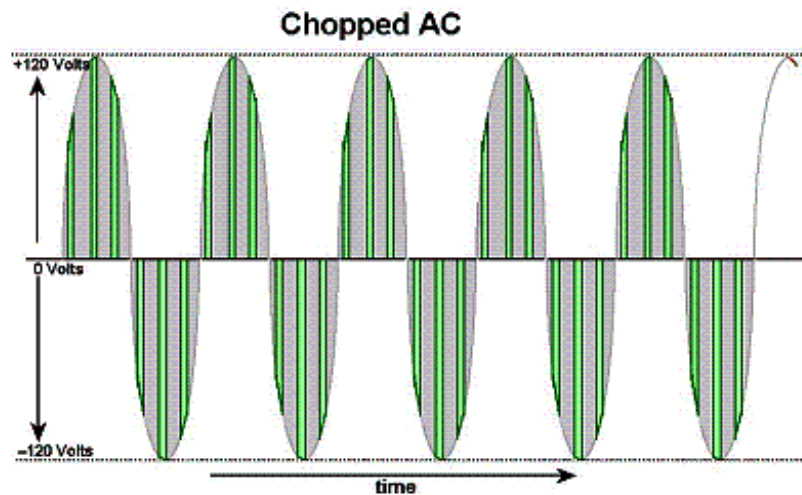 Chopped AC
+120 Volts
0 Volts
–120 Volts
time